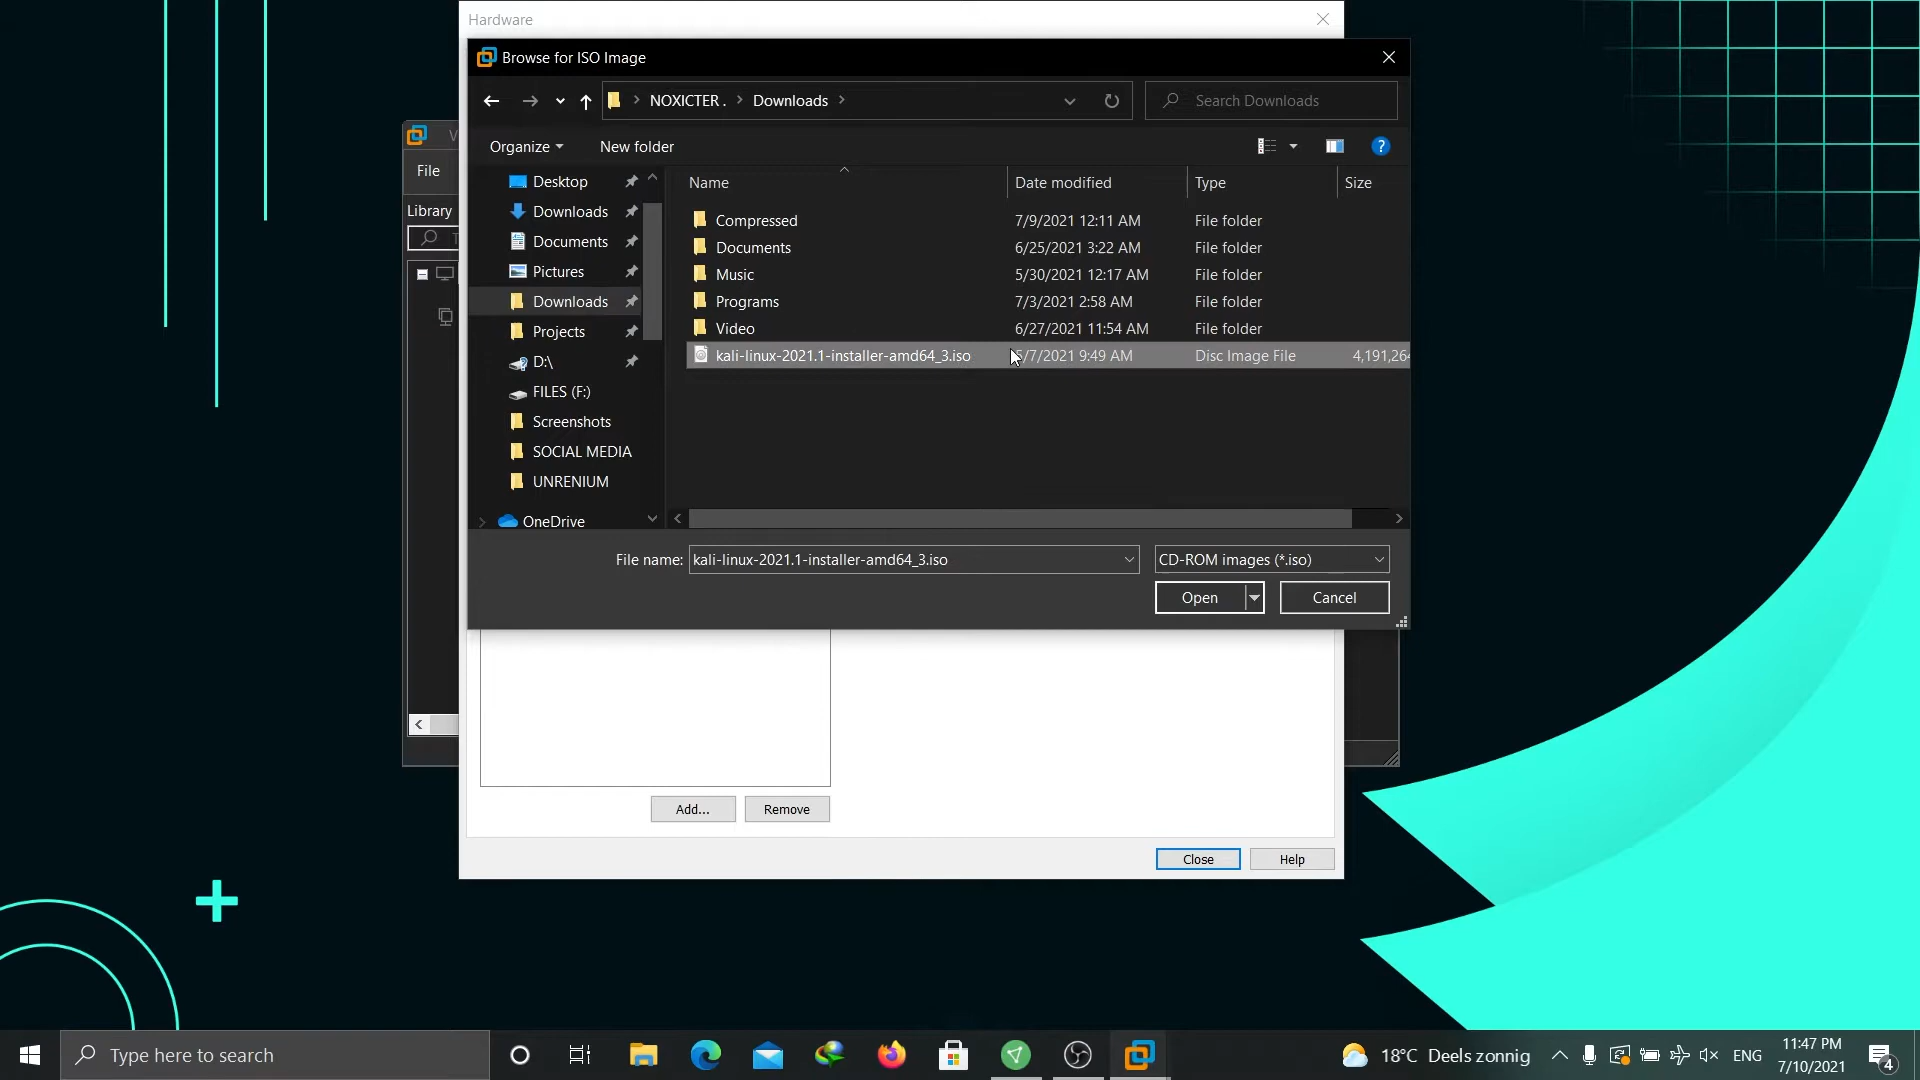 Hardware
Browse for ISO Image
NOXICTER . Downloads
Search Downloads
Organize New folder
File
Library
Desktop
Downloads
Documents
Pictures
Downloads
Projects
D:\
FILES (F:)
Screenshots
SOCIAL MEDIA
UNRENIUM
OneDrive
Name Date modified Type Size
Compressed 7/9/2021 12:11 AM File folder
Documents 6/25/2021 3:22 AM File folder
Music 5/30/2021 12:17 AM File folder
Programs 7/3/2021 2:58 AM File folder
Video 6/27/2021 11:54 AM File folder
kali-linux-2021.1-installer-amd64_3.iso /7/2021 9:49 AM Disc Image File 4,191,264
File name: kali-linux-2021.1-installer-amd64_3.iso CD-ROM images (*.iso)
Open Cancel
Add... Remove
Close Help
Type here to search
18°C Deels zonnig ENG 11:47 PM
7/10/2021
4